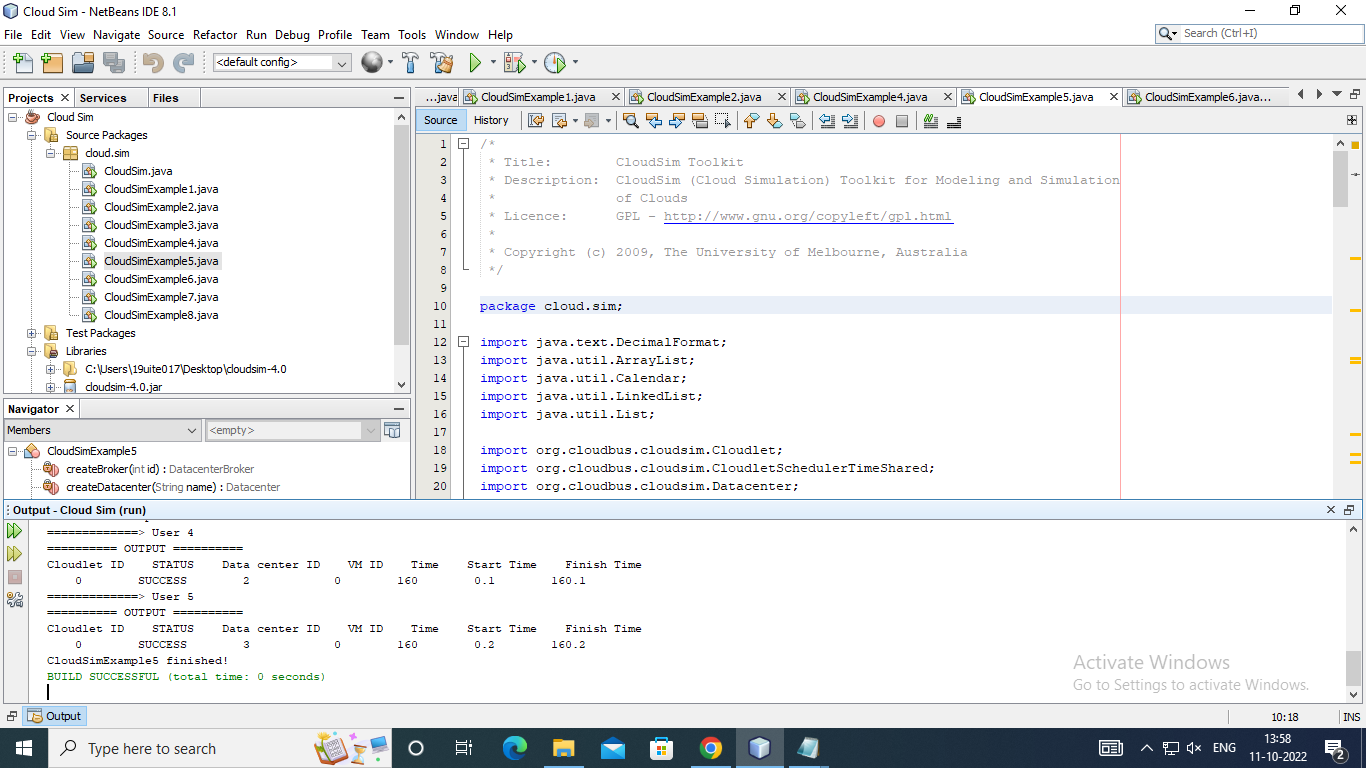 Cloud Sim - NetBeans IDE 8.1
File Edit View Navigate Source Refactor Run Debug Profile Team Tools Window Help
Search (Ctrl+I)
<default config>
Projects Services Files
Cloud Sim
Source Packages
cloud.sim
CloudSim.java
CloudSimExample1.java
CloudSimExample2.java
CloudSimExample3.java
CloudSimExample4.java
CloudSimExample5.java
CloudSimExample6.java
CloudSimExample7.java
CloudSimExample8.java
Test Packages
Libraries
C:\Users\19uite017\Desktop\cloudsim-4.0
cloudsim-4.0.jar
Navigator
Members <empty>
CloudSimExample5
createBroker(int id) : DatacenterBroker
createDatacenter(String name) : Datacenter
...java CloudSimExample1.java CloudSimExample2.java CloudSimExample4.java CloudSimExample5.java CloudSimExample6.java...
Source History
1 /*
2 * Title: CloudSim Toolkit
3 * Description: CloudSim (Cloud Simulation) Toolkit for Modeling and Simulation
4 * of Clouds
5 * Licence: GPL - http://www.gnu.org/copyleft/gpl.html
6 *
7 * Copyright (c) 2009, The University of Melbourne, Australia
8 */
9
10 package cloud.sim;
11
12 import java.text.DecimalFormat;
13 import java.util.ArrayList;
14 import java.util.Calendar;
15 import java.util.LinkedList;
16 import java.util.List;
17
18 import org.cloudbus.cloudsim.Cloudlet;
19 import org.cloudbus.cloudsim.CloudletSchedulerTimeShared;
20 import org.cloudbus.cloudsim.Datacenter;
Output - Cloud Sim (run)
=============> User 4
========== OUTPUT ==========
Cloudlet ID STATUS Data center ID VM ID Time Start Time Finish Time
0 SUCCESS 2 0 160 0.1 160.1
=============> User 5
========== OUTPUT ==========
Cloudlet ID STATUS Data center ID VM ID Time Start Time Finish Time
0 SUCCESS 3 0 160 0.2 160.2
CloudSimExample5 finished!
BUILD SUCCESSFUL (total time: 0 seconds)
Activate Windows
Go to Settings to activate Windows.
Output
10:18 INS
Type here to search
ENG
13:58
11-10-2022
2